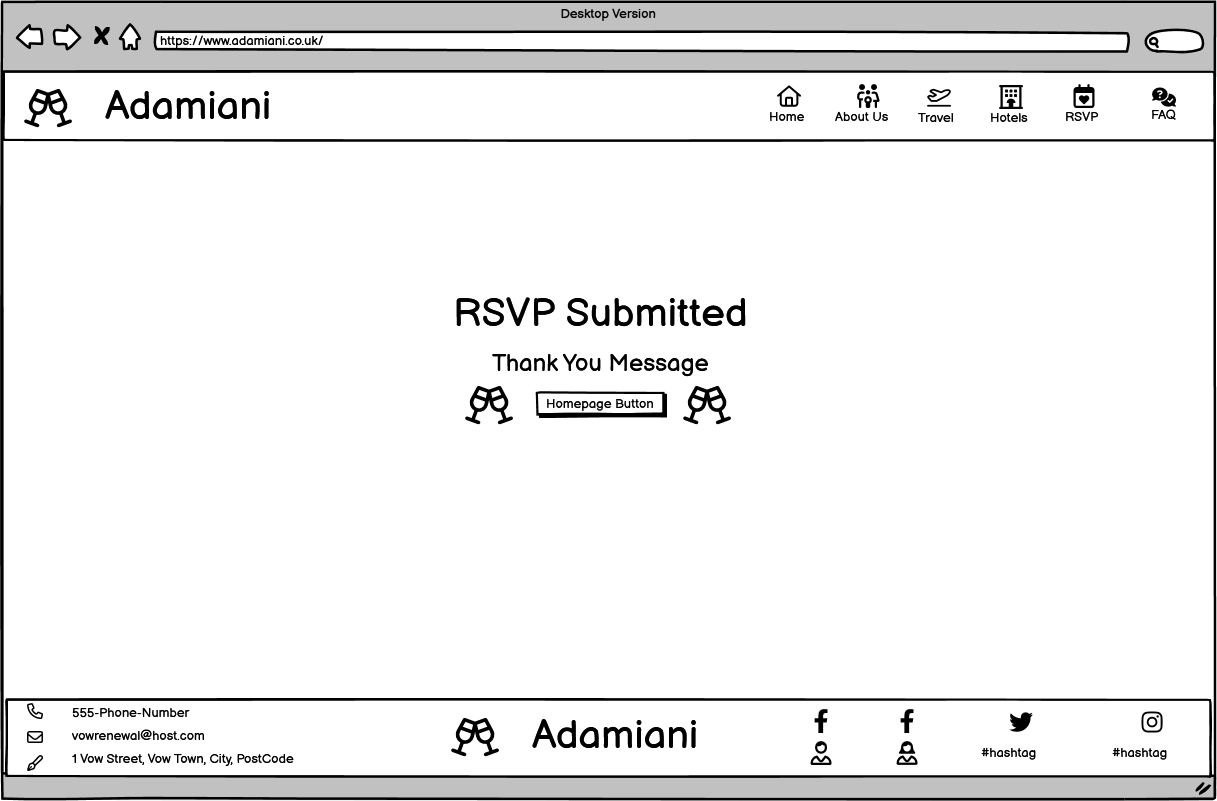 Desktop Version
https://www.adamiani.co.uk/
Adamiani
Home
About Us
Travel
Hotels
RSVP
FAQ
RSVP Submitted
Thank You Message
Homepage Button
555-Phone-Number
vowrenewal@host.com
1 Vow Street, Vow Town, City, PostCode
Adamiani
#hashtag
#hashtag